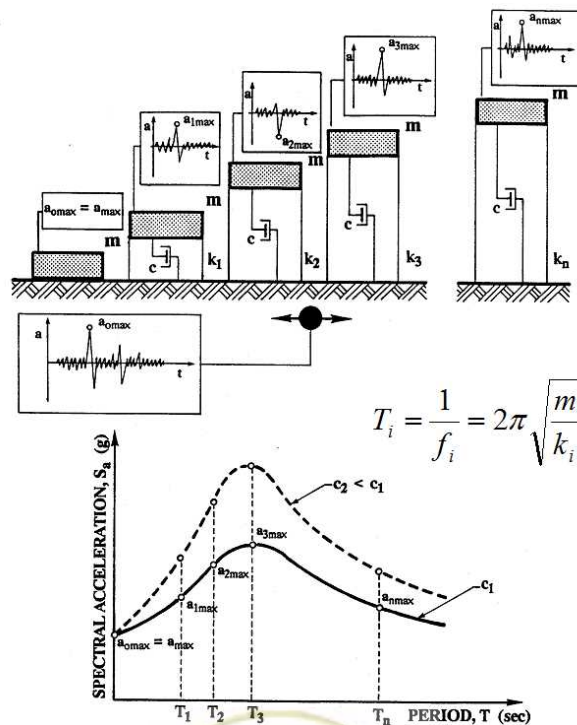 a_nmax
a
t
a_3max
a
t
m
a
t
a_2max
m
a_1max
a
t
m
a_omax = a_max
m
c
k_1
c
k_2
c
k_3
m
c
k_n
a_omax
a
t
T_i = 1/f_i = 2π√(m/k_i)
SPECTRAL ACCELERATION, S_a (g)
c_2 < c_1
a_3max
a_2max
a_1max
a_nmax
c_1
a_omax = a_max
T_1 T_2 T_3 T_n PERIOD, T (sec)